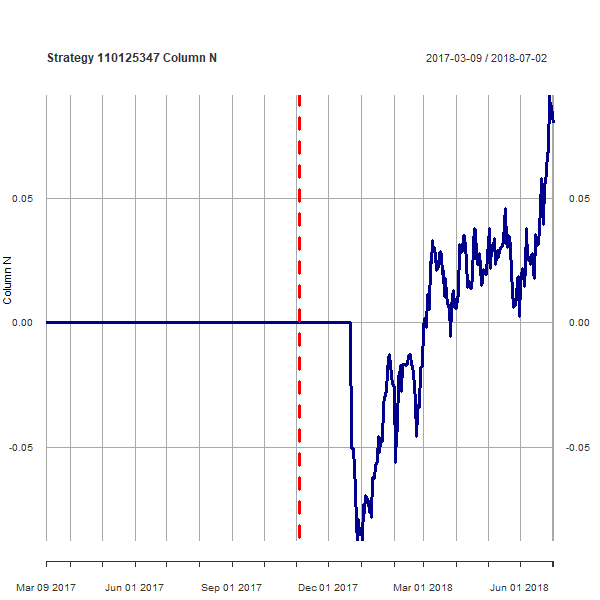 Strategy 110125347 Column N
2017-03-09 / 2018-07-02
0.05
0.05
Column N
0.00
0.00
-0.05
-0.05
Mar 09 2017
Jun 01 2017
Sep 01 2017
Dec 01 2017
Mar 01 2018
Jun 01 2018